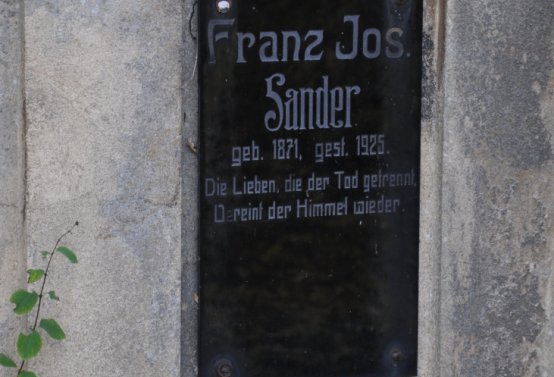 Franz Jos.
Sander
geb. 1871, gest. 1925.
Die Lieben, die der Tod getrennt,
Vereint der Himmel wieder.